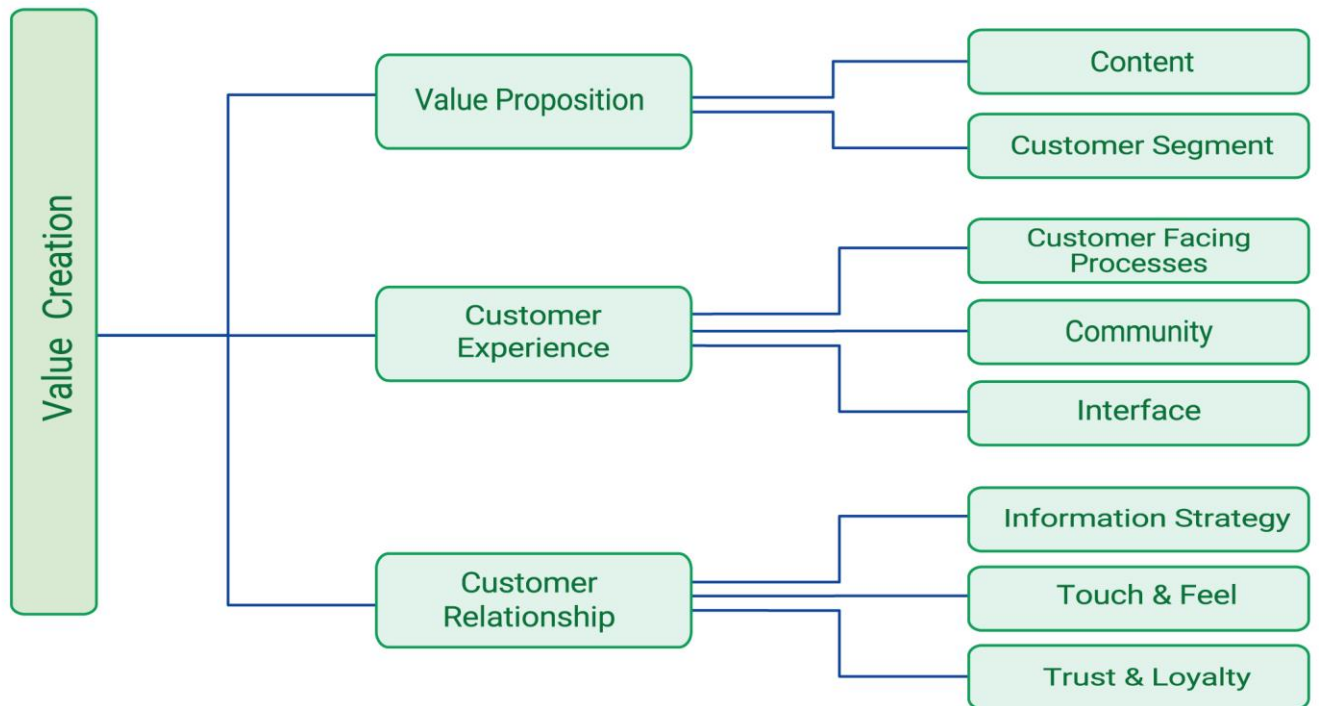 Value Creation
Value Proposition
Content
Customer Segment
Customer
Experience
Customer Facing
Processes
Community
Interface
Customer
Relationship
Information Strategy
Touch & Feel
Trust & Loyalty